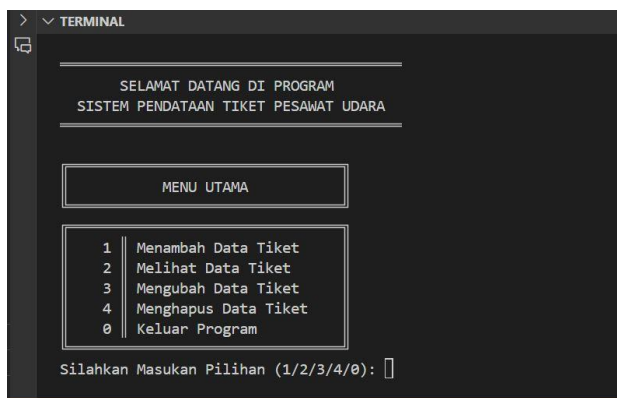 TERMINAL
SELAMAT DATANG DI PROGRAM
SISTEM PENDATAAN TIKET PESAWAT UDARA
MENU UTAMA
1 Menambah Data Tiket
2 Melihat Data Tiket
3 Mengubah Data Tiket
4 Menghapus Data Tiket
0 Keluar Program
Silahkan Masukan Pilihan (1/2/3/4/0):